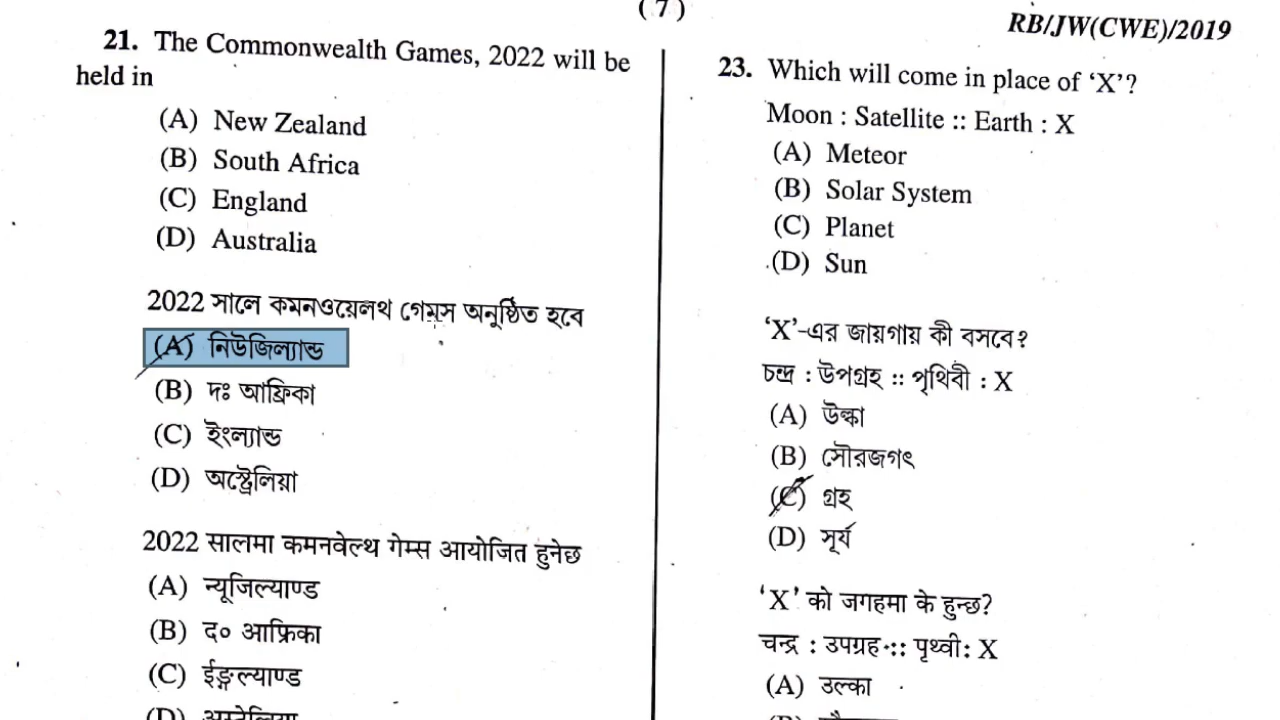 ( 7 )
RB/JW(CWE)/2019
21. The Commonwealth Games, 2022 will be
held in
(A) New Zealand
(B) South Africa
(C) England
(D) Australia
2022 সালে কমনওয়েলথ গেমস অনুষ্ঠিত হবে
(A) নিউজিল্যান্ড
(B) দঃ আফ্রিকা
(C) ইংল্যান্ড
(D) অস্ট্রেলিয়া
2022 सालमा कमनवेल्थ गेम्स आयोजित हुनेछ
(A) न्यूजिल्याण्ड
(B) द० आफ्रिका
(C) ईङ्गल्याण्ड
23. Which will come in place of ‘X’?
Moon : Satellite :: Earth : X
(A) Meteor
(B) Solar System
(C) Planet
(D) Sun
‘X’-এর জায়গায় কী বসবে?
চন্দ্র : উপগ্রহ :: পৃথিবী : X
(A) উল্কা
(B) সৌরজগৎ
(C) গ্রহ
(D) সূর্য
‘X’ को जगहमा के हुन्छ?
चन्द्र : उपग्रह :: पृथ्वी: X
(A) उल्का